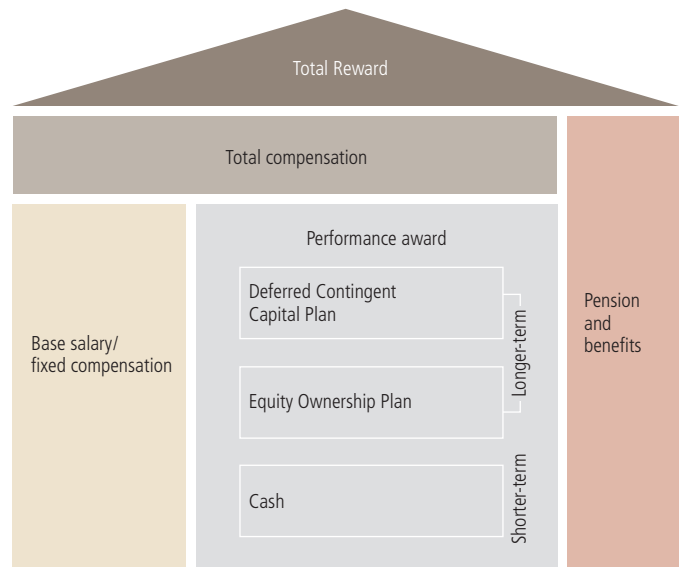 Total Reward
Total compensation
Base salary/
fixed compensation
Performance award
Deferred Contingent
Capital Plan
Equity Ownership Plan
Longer-term
Cash
Shorter-term
Pension
and
benefits